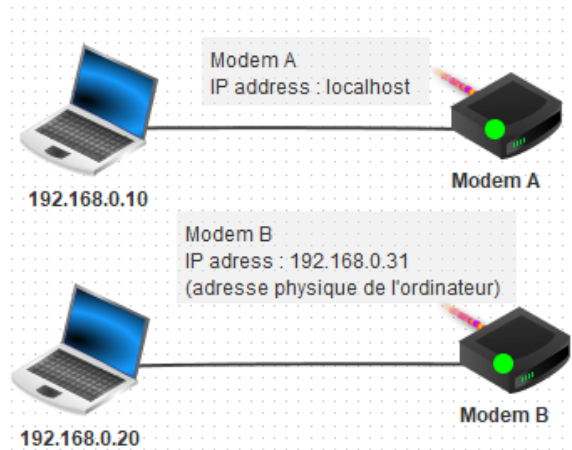 Modem A
IP address : localhost
Modem A
192.168.0.10
Modem B
IP adress : 192.168.0.31
(adresse physique de l'ordinateur)
Modem B
192.168.0.20